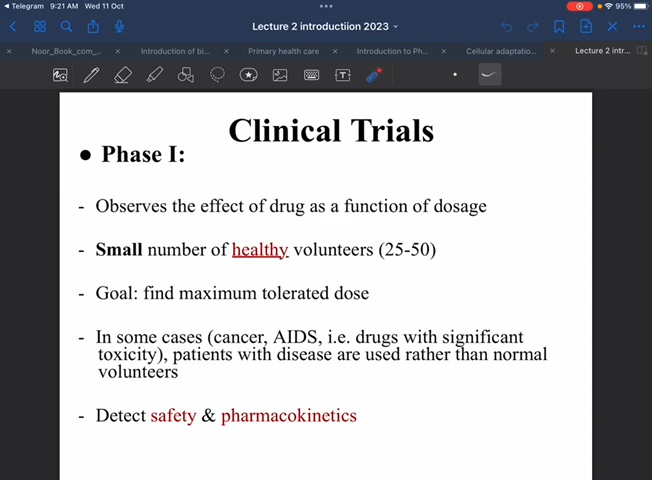 Telegram 9:21 AM Wed 11 Oct 95%
Lecture 2 introductiion 2023
Noor_Book_com_... Introduction of bi... Primary health care Introduction to Ph... Cellular adaptatio... Lecture 2 intr...
Clinical Trials
● Phase I:
- Observes the effect of drug as a function of dosage
- Small number of healthy volunteers (25-50)
- Goal: find maximum tolerated dose
- In some cases (cancer, AIDS, i.e. drugs with significant
toxicity), patients with disease are used rather than normal
volunteers
- Detect safety & pharmacokinetics